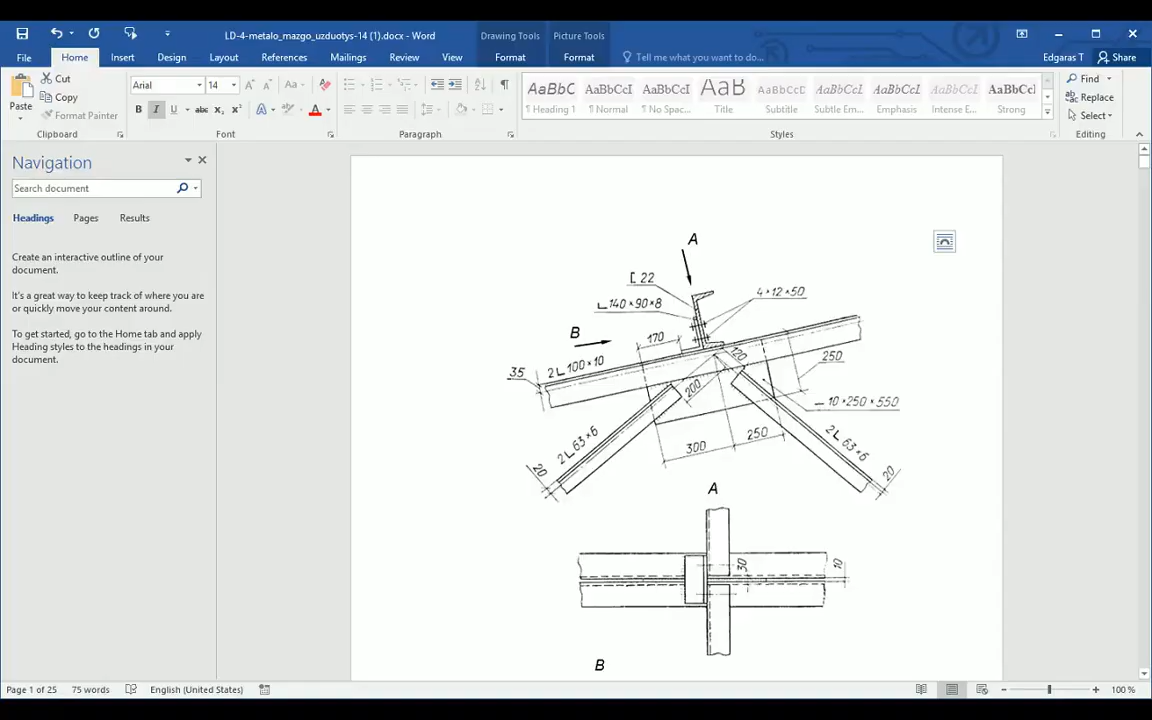 LD-4-metalo_mazgo_uzduotys-14 (1).docx - Word
Drawing Tools
Picture Tools
File
Home
Insert
Design
Layout
References
Mailings
Review
View
Format
Format
Tell me what you want to do...
Edgaras T
Share
Paste
Cut
Copy
Format Painter
Clipboard
Arial
14
B I U abc x₂ x²
Font
Paragraph
AaBbC
¶ Heading 1
AaBbCcI
¶ Normal
AaBbCcI
¶ No Spac...
AaBb
Title
AaBbCcD
Subtitle
AaBbCcI
Subtle Em...
AaBbCcL
Emphasis
AaBbCcI
Intense E...
AaBbCcl
Strong
Styles
Find
Replace
Select
Editing
Navigation
Search document
Headings
Pages
Results
Create an interactive outline of your
document.
It's a great way to keep track of where you are
or quickly move your content around.
To get started, go to the Home tab and apply
Heading styles to the headings in your
document.
A
[ 22
∟140×90×8
4×12×50
B
170
120
250
35
2∟100×10
200
—10×250×550
2∟63×6
300
250
2∟63×6
20
20
A
30
10
B
Page 1 of 25
75 words
English (United States)
100 %